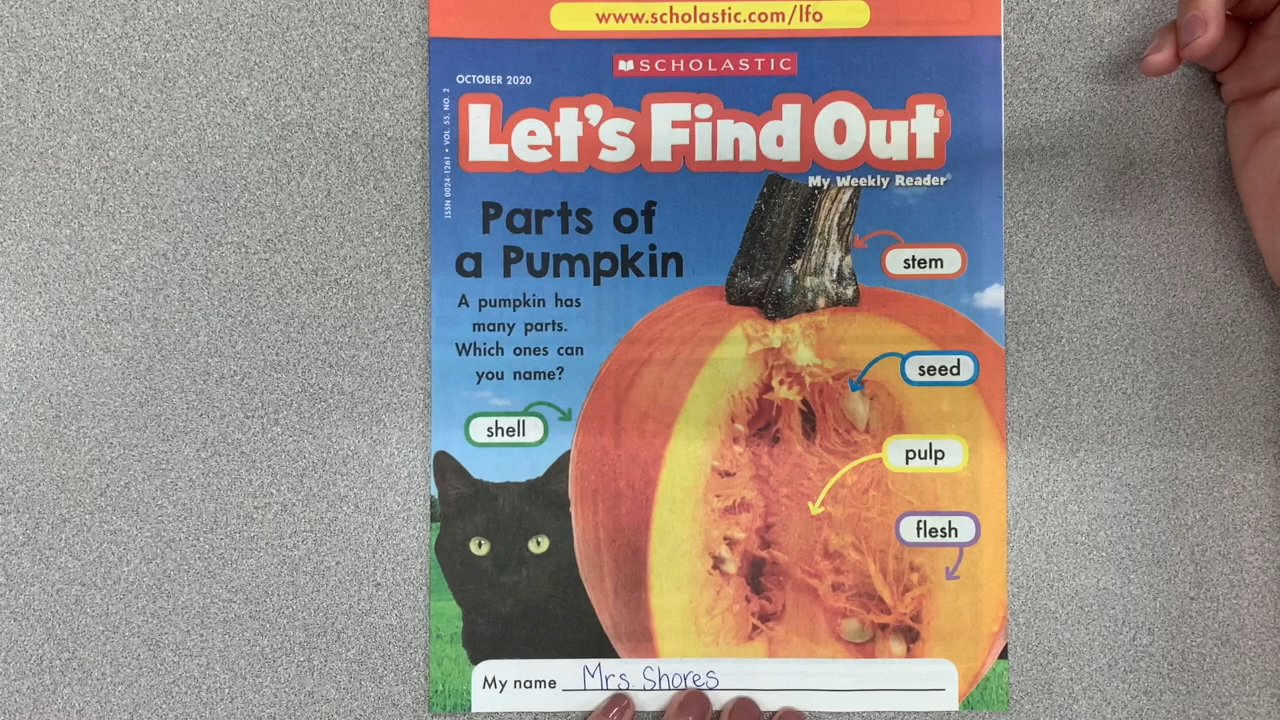 www.scholastic.com/lfo
SCHOLASTIC
OCTOBER 2020
ISSN 0024-1261 • VOL. 55, NO. 2
Let's Find Out®
My Weekly Reader®
Parts of
a Pumpkin
A pumpkin has
many parts.
Which ones can
you name?
stem
seed
shell
pulp
flesh
My name Mrs. Shores